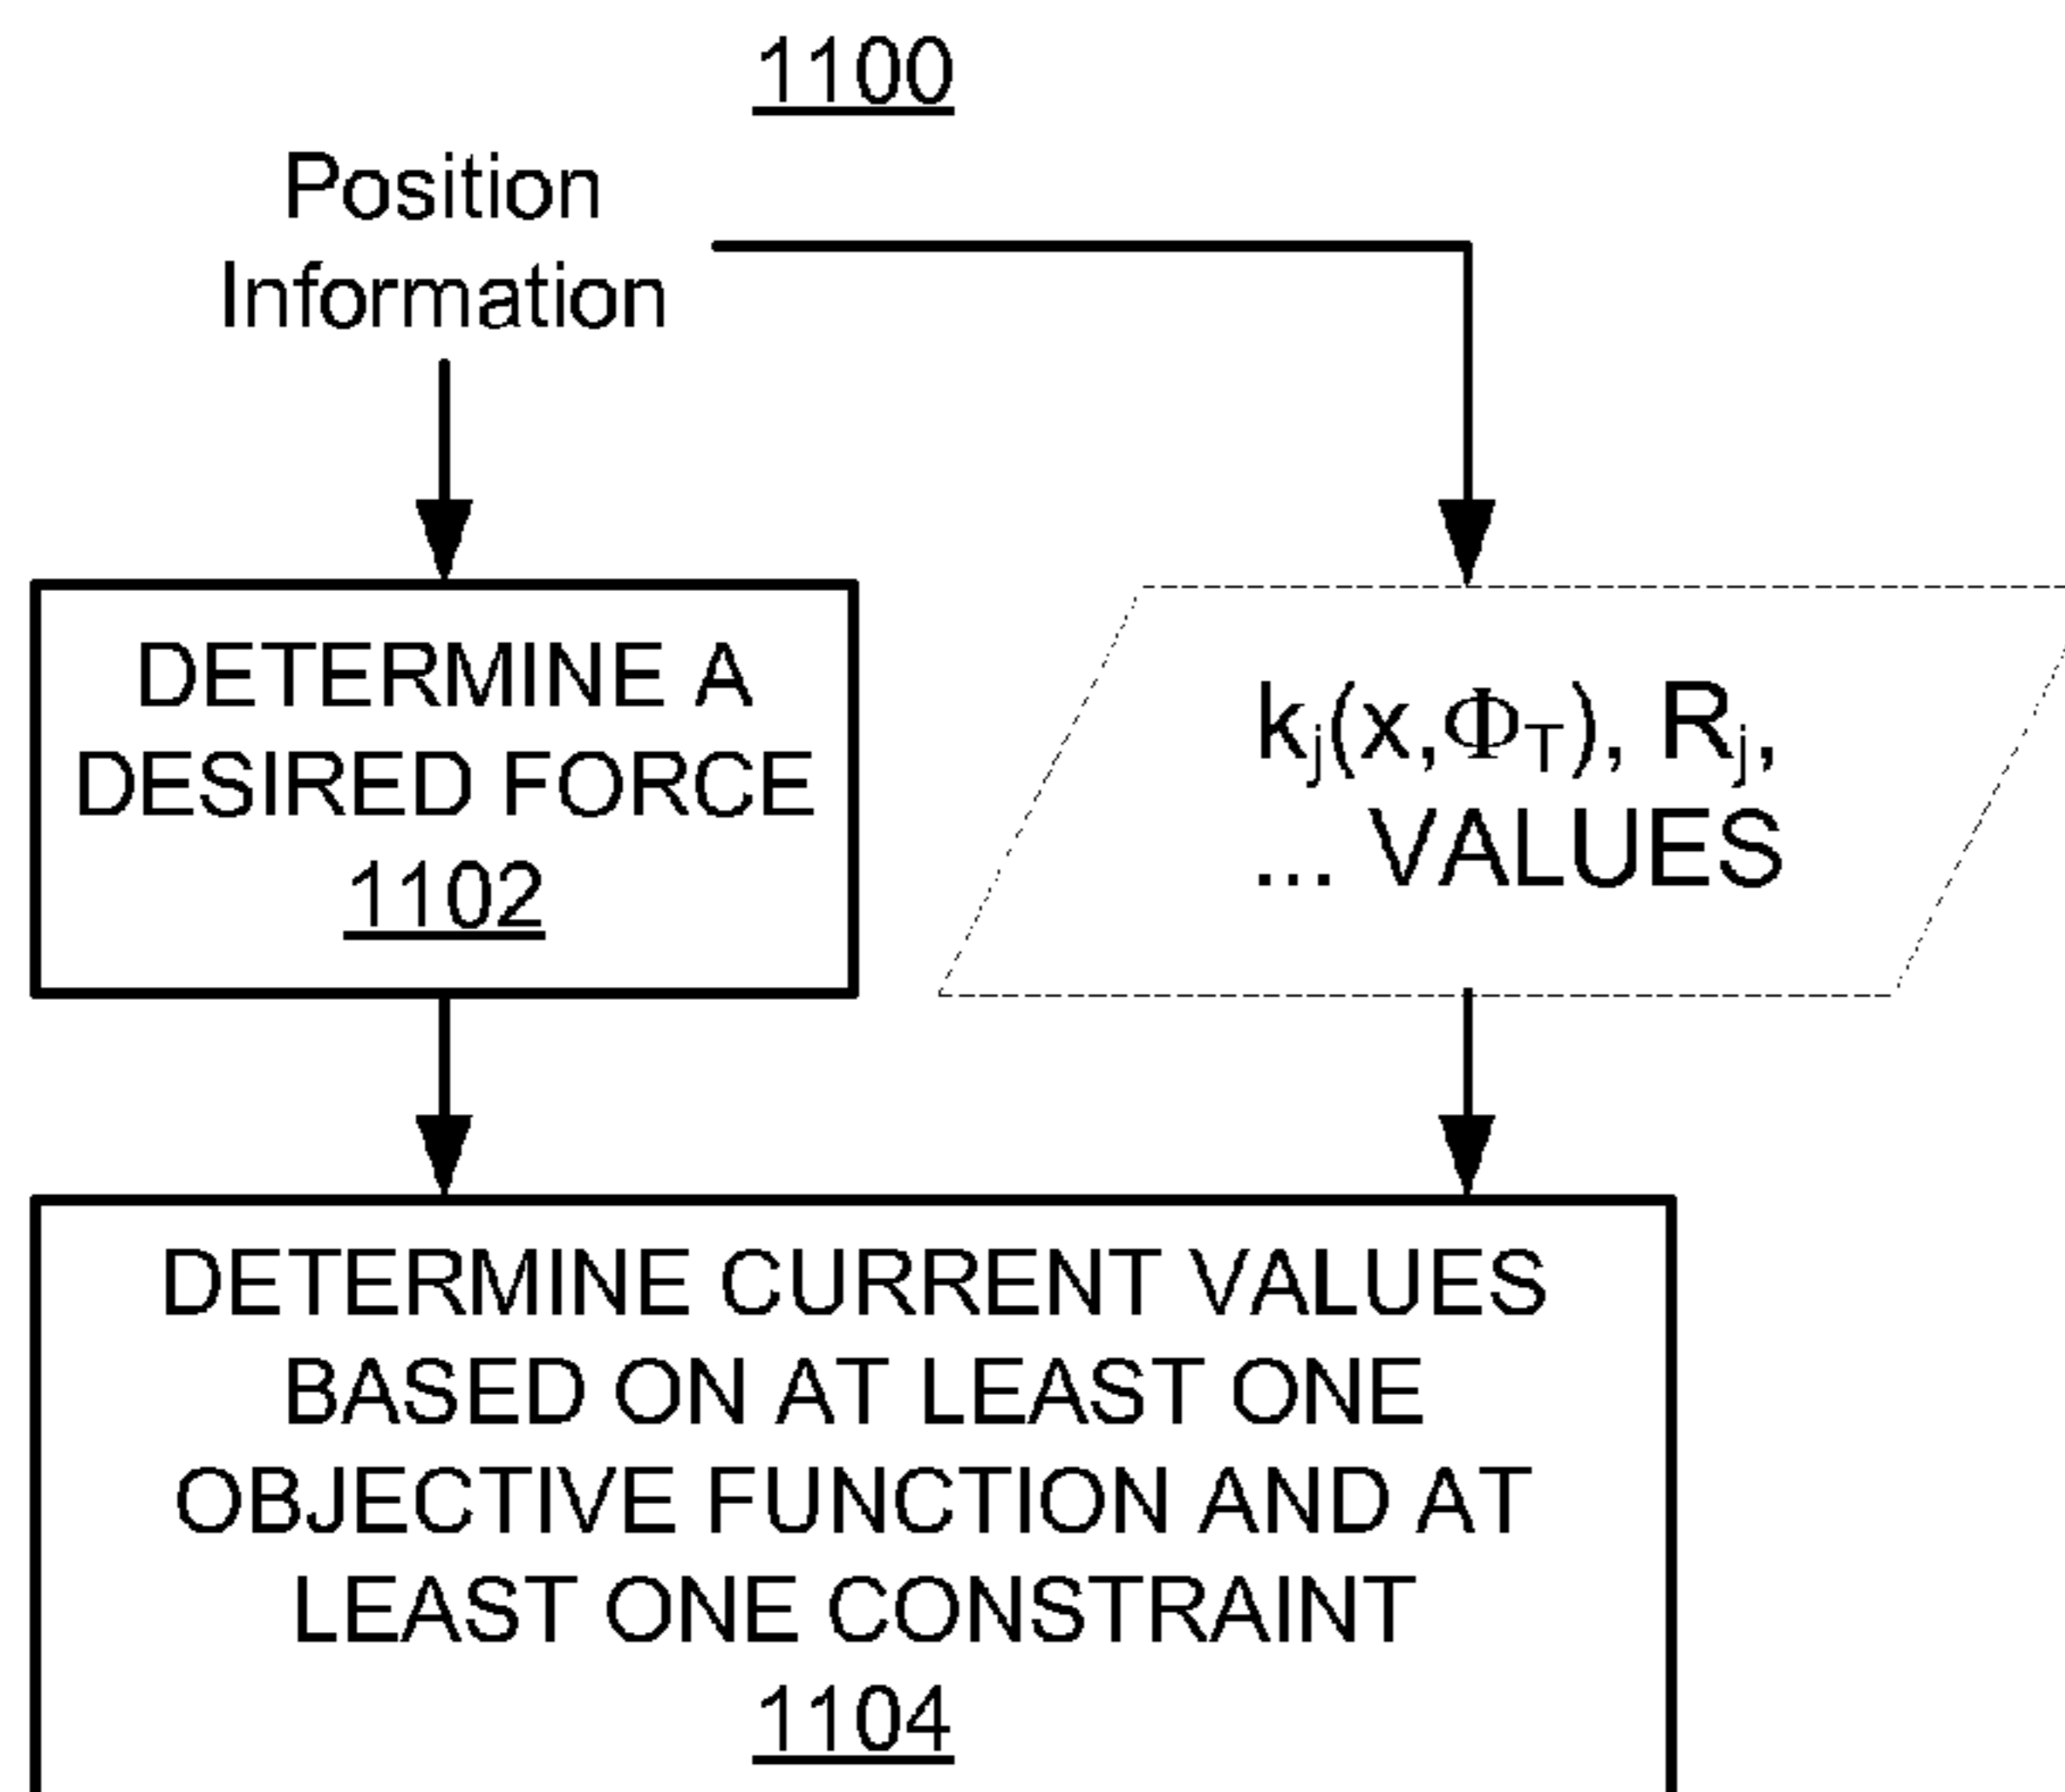 1100
Position
Information
DETERMINE A
DESIRED FORCE
1102
kj(x,ΦT), Rj,
... VALUES
DETERMINE CURRENT VALUES
BASED ON AT LEAST ONE
OBJECTIVE FUNCTION AND AT
LEAST ONE CONSTRAINT
1104